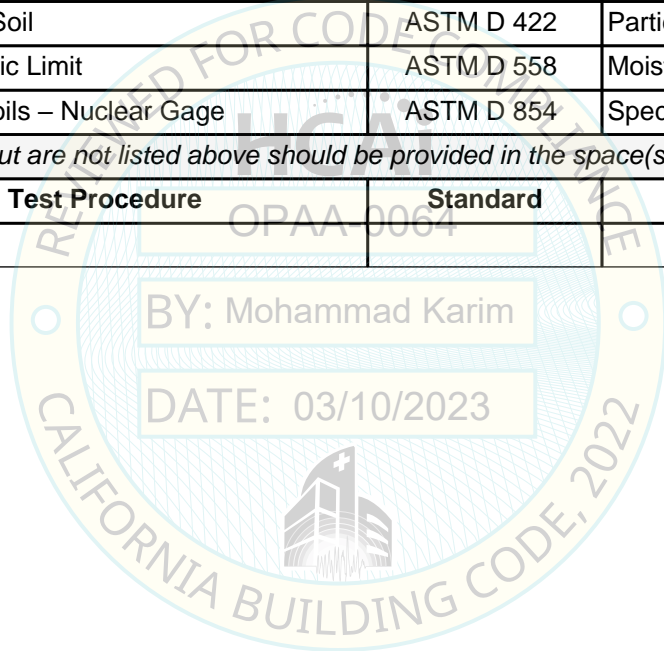 Soil ASTM D 422 Partic
ic Limit ASTM D 558 Mois
oils – Nuclear Gage ASTM D 854 Spec
ut are not listed above should be provided in the space(s
Test Procedure Standard
REVIEWED FOR CODE COMPLIANCE
HCAi
OPAA-0064
BY: Mohammad Karim
DATE: 03/10/2023
CALIFORNIA BUILDING CODE, 2022